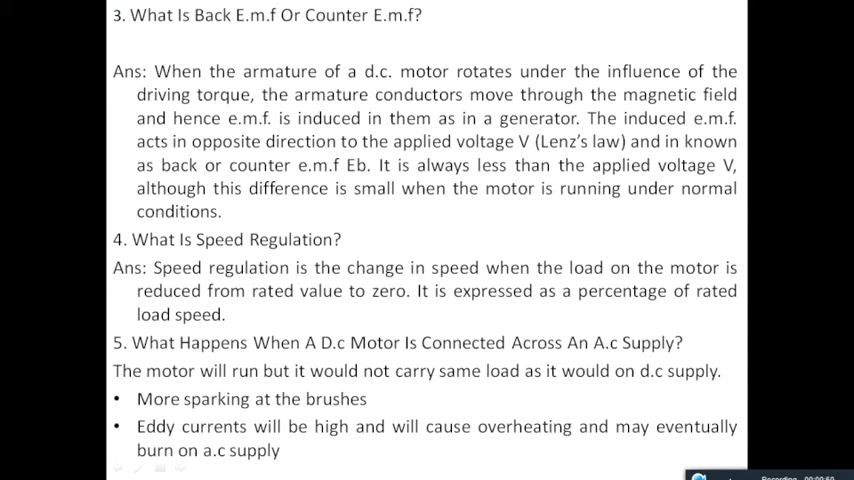 3. What Is Back E.m.f Or Counter E.m.f?
Ans: When the armature of a d.c. motor rotates under the influence of the
driving torque, the armature conductors move through the magnetic field
and hence e.m.f. is induced in them as in a generator. The induced e.m.f.
acts in opposite direction to the applied voltage V (Lenz's law) and in known
as back or counter e.m.f Eb. It is always less than the applied voltage V,
although this difference is small when the motor is running under normal
conditions.
4. What Is Speed Regulation?
Ans: Speed regulation is the change in speed when the load on the motor is
reduced from rated value to zero. It is expressed as a percentage of rated
load speed.
5. What Happens When A D.c Motor Is Connected Across An A.c Supply?
The motor will run but it would not carry same load as it would on d.c supply.
• More sparking at the brushes
• Eddy currents will be high and will cause overheating and may eventually
burn on a.c supply